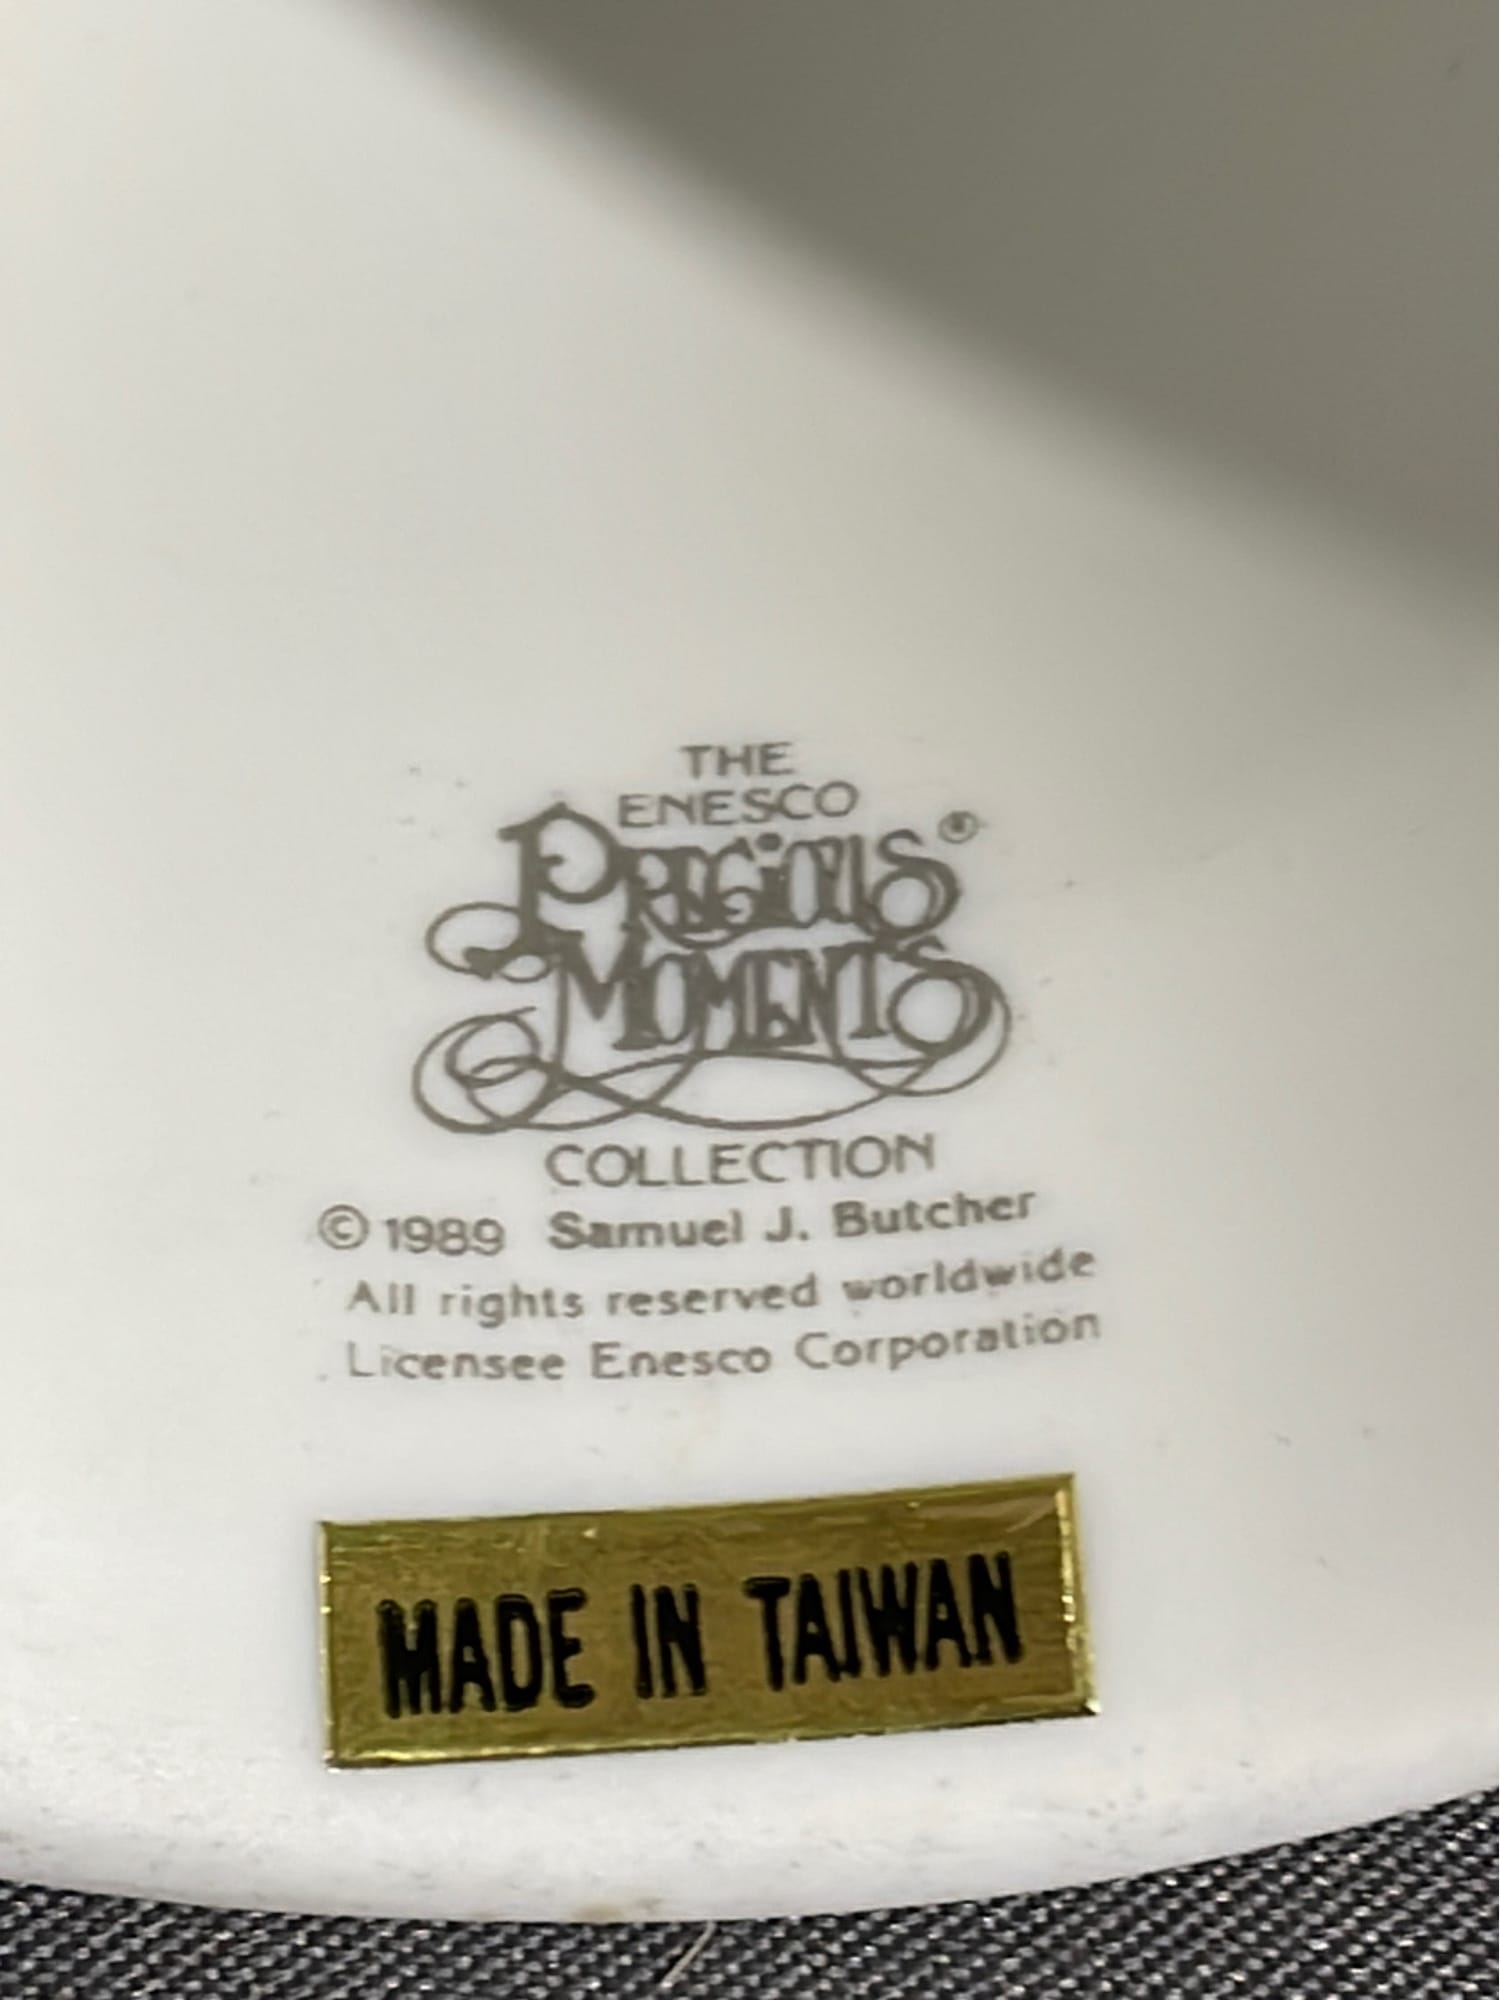 THE
ENESCO
PRECIOUS®
MOMENTS
COLLECTION
© 1989 Samuel J. Butcher
All rights reserved worldwide
Licensee Enesco Corporation
MADE IN TAIWAN